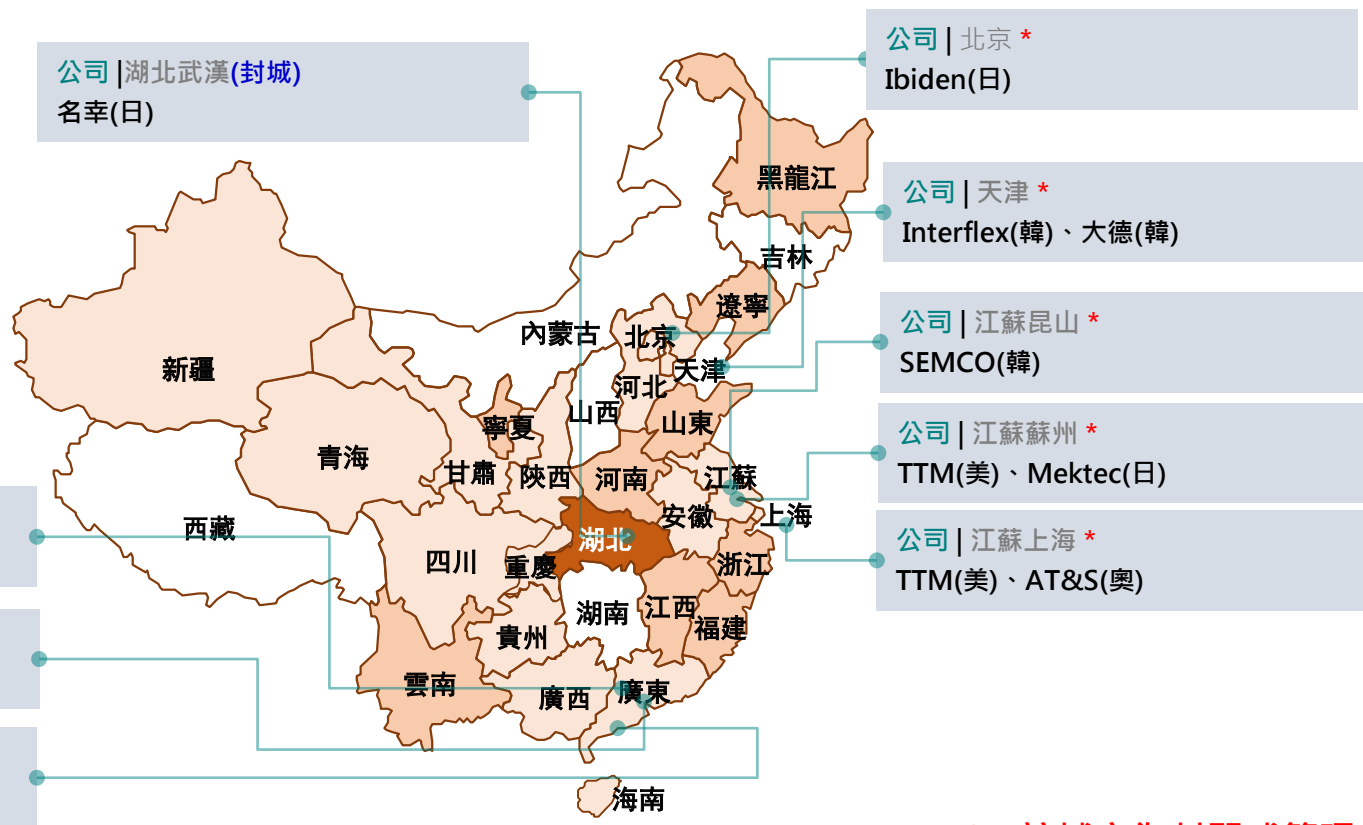 公司 | 北京 *
Ibiden(日)
公司 |湖北武漢(封城)
名幸(日)
公司 | 天津 *
Interflex(韓)、大德(韓)
公司 | 江蘇昆山 *
SEMCO(韓)
公司 | 江蘇蘇州 *
TTM(美)、Mektec(日)
公司 | 江蘇上海 *
TTM(美)、AT&S(奧)
黑龍江
吉林
遼寧
內蒙古
北京
新疆
天津
河北
山西
山東
寧夏
青海
甘肅
陝西
河南
江蘇
安徽
上海
西藏
湖北
四川
重慶
浙江
湖南
江西
貴州
福建
雲南
廣西
廣東
海南